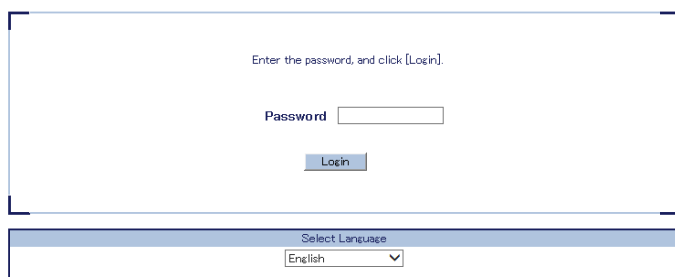 Enter the password, and click [Login].
Password
Login
Select Language
English